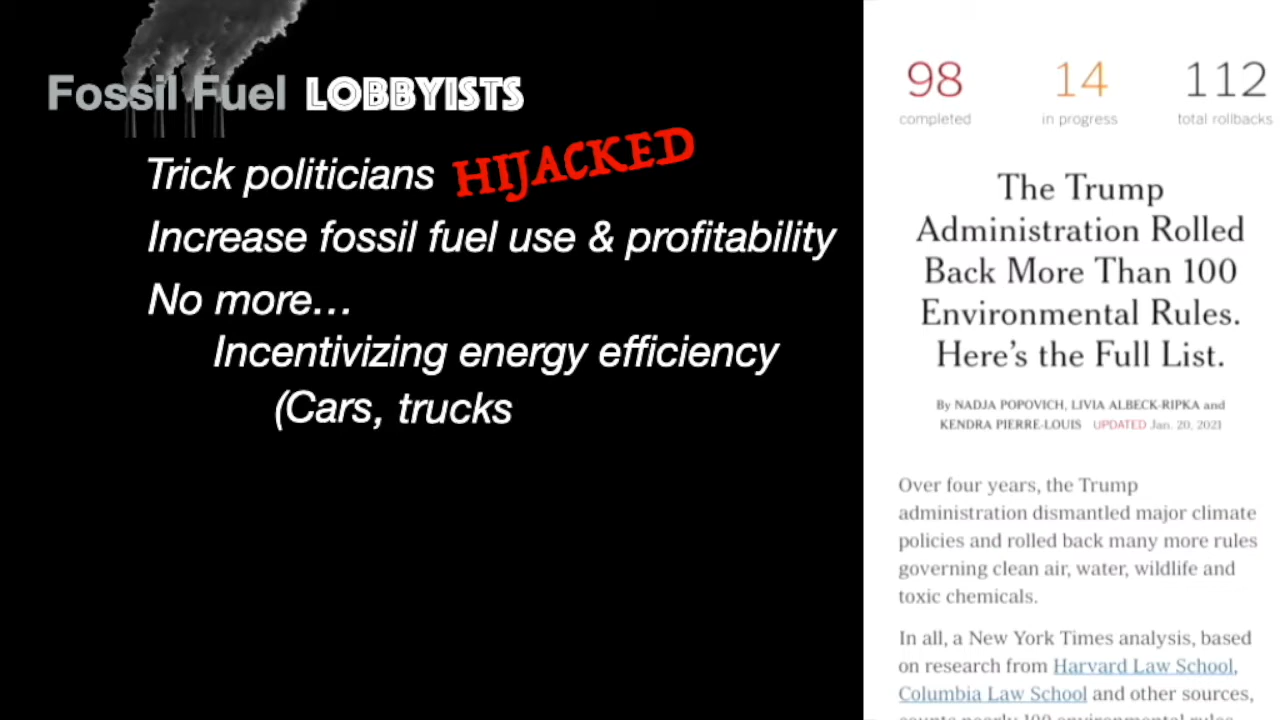 Fossil Fuel LOBBYISTS
Trick politicians HIJACKED
Increase fossil fuel use & profitability
No more…
Incentivizing energy efficiency
(Cars, trucks
98 14 112
completed in progress total rollbacks
The Trump
Administration Rolled
Back More Than 100
Environmental Rules.
Here's the Full List.
By NADJA POPOVICH, LIVIA ALBECK-RIPKA and
KENDRA PIERRE-LOUIS UPDATED Jan. 20, 2021
Over four years, the Trump
administration dismantled major climate
policies and rolled back many more rules
governing clean air, water, wildlife and
toxic chemicals.
In all, a New York Times analysis, based
on research from Harvard Law School,
Columbia Law School and other sources,